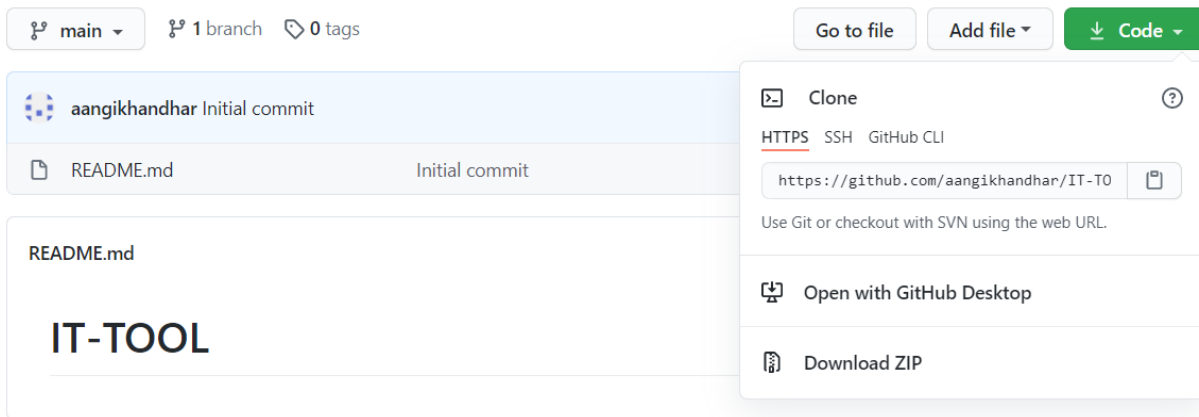 main 1 branch 0 tags Go to file Add file Code
aangikhandhar Initial commit
README.md Initial commit
README.md
IT-TOOL
Clone
HTTPS SSH GitHub CLI
https://github.com/aangikhandhar/IT-TO
Use Git or checkout with SVN using the web URL.
Open with GitHub Desktop
Download ZIP